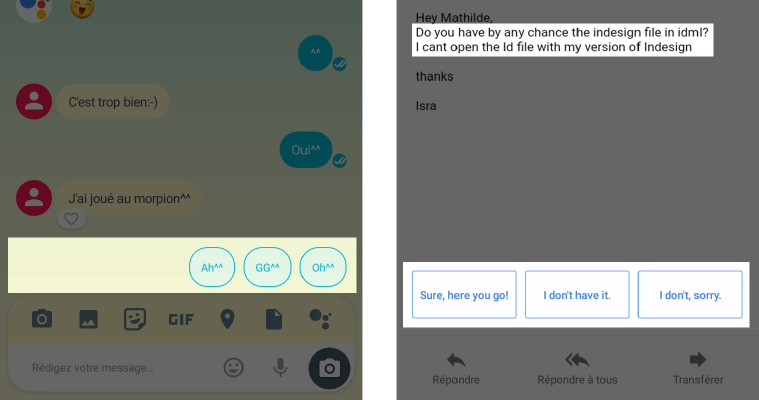 ^^
C'est trop bien:-)
Oui^^
J'ai joué au morpion^^
Ah^^
GG^^
Oh^^
GIF
Rédigez votre message...
Hey Mathilde,
Do you have by any chance the indesign file in idml?
I cant open the Id file with my version of Indesign
thanks
Isra
Sure, here you go!
I don't have it.
I don't, sorry.
Répondre
Répondre à tous
Transférer